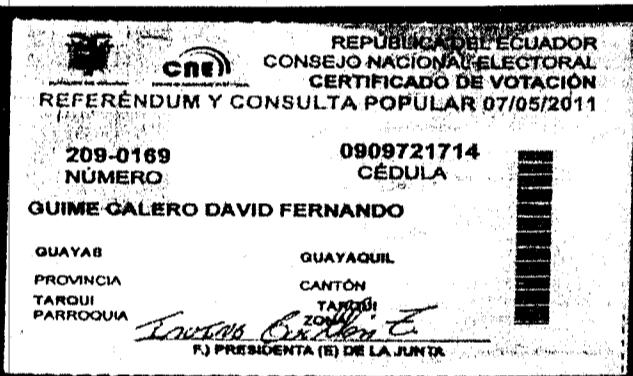 REPÚBLICA DEL ECUADOR
CNE CONSEJO NACIONAL ELECTORAL
CERTIFICADO DE VOTACIÓN
REFERÉNDUM Y CONSULTA POPULAR 07/05/2011
209-0169 0909721714
NÚMERO CÉDULA
GUIME CALERO DAVID FERNANDO
GUAYAS GUAYAQUIL
PROVINCIA CANTÓN
TARQUI TARQUI
PARROQUIA ZONA
F.) PRESIDENTA (E) DE LA JUNTA